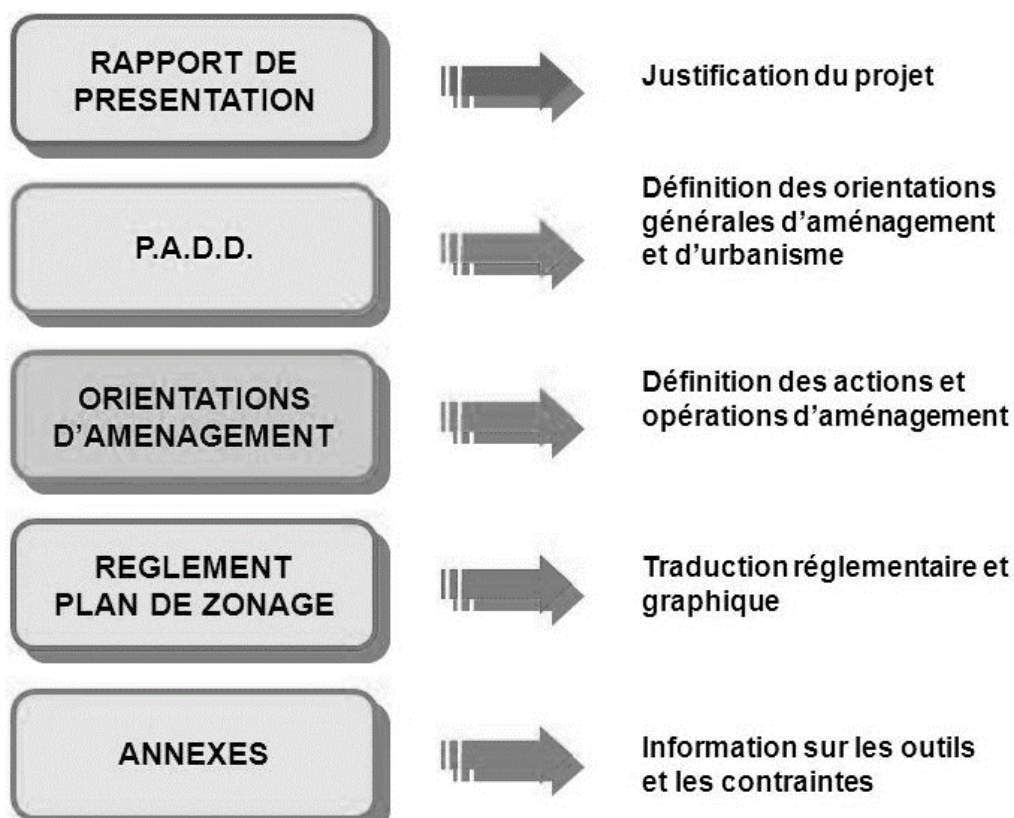 RAPPORT DE
PRESENTATION
Justification du projet
P.A.D.D.
Définition des orientations
générales d'aménagement
et d'urbanisme
ORIENTATIONS
D'AMENAGEMENT
Définition des actions et
opérations d'aménagement
REGLEMENT
PLAN DE ZONAGE
Traduction réglementaire et
graphique
ANNEXES
Information sur les outils
et les contraintes